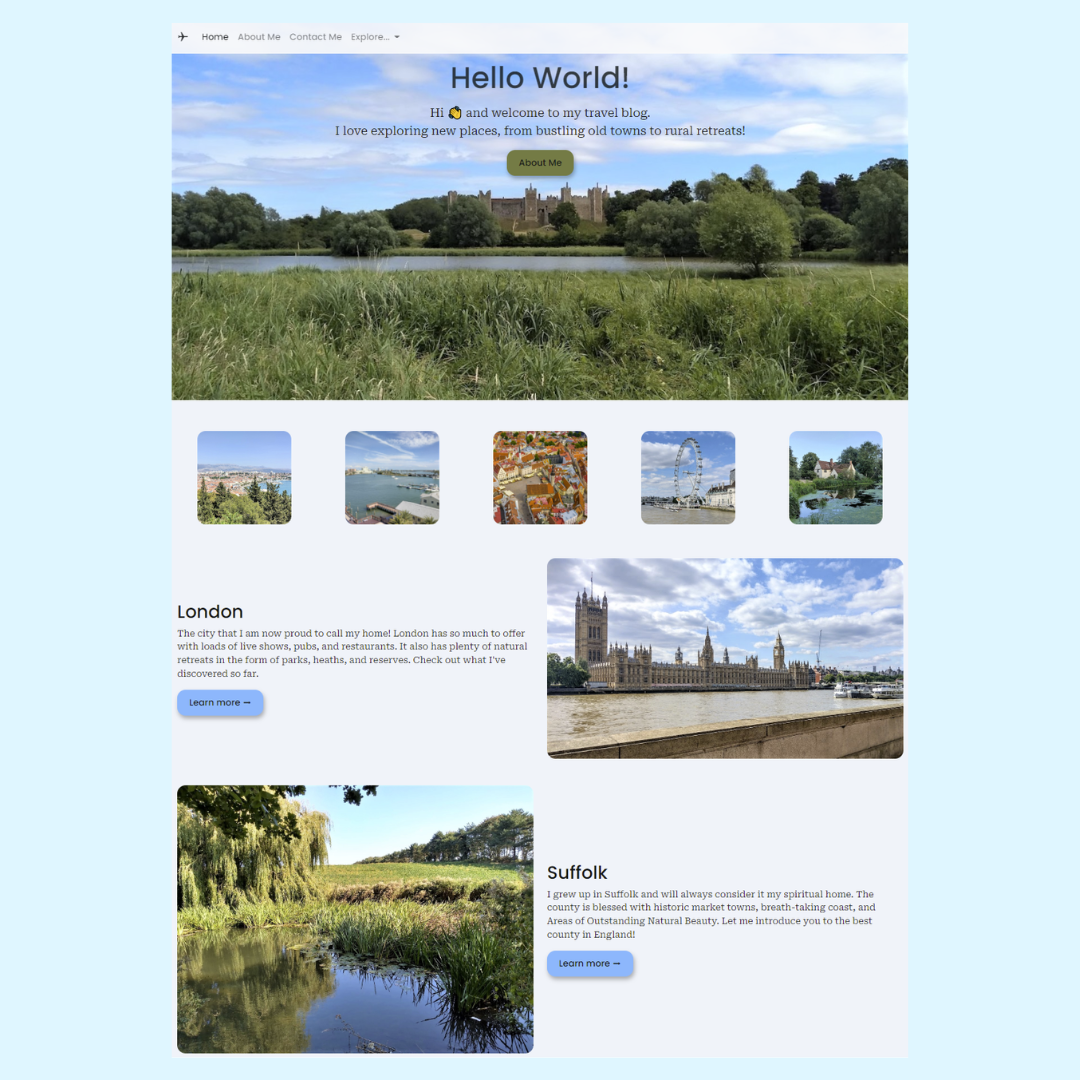 ✈ Home About Me Contact Me Explore...
Hello World!
Hi 👋 and welcome to my travel blog.
I love exploring new places, from bustling old towns to rural retreats!
About Me
London
The city that I am now proud to call my home! London has so much to offer
with loads of live shows, pubs, and restaurants. It also has plenty of natural
retreats in the form of parks, heaths, and reserves. Check out what I've
discovered so far.
Learn more →
Suffolk
I grew up in Suffolk and will always consider it my spiritual home. The
county is blessed with historic market towns, breath-taking coast, and
Areas of Outstanding Natural Beauty. Let me introduce you to the best
county in England!
Learn more →